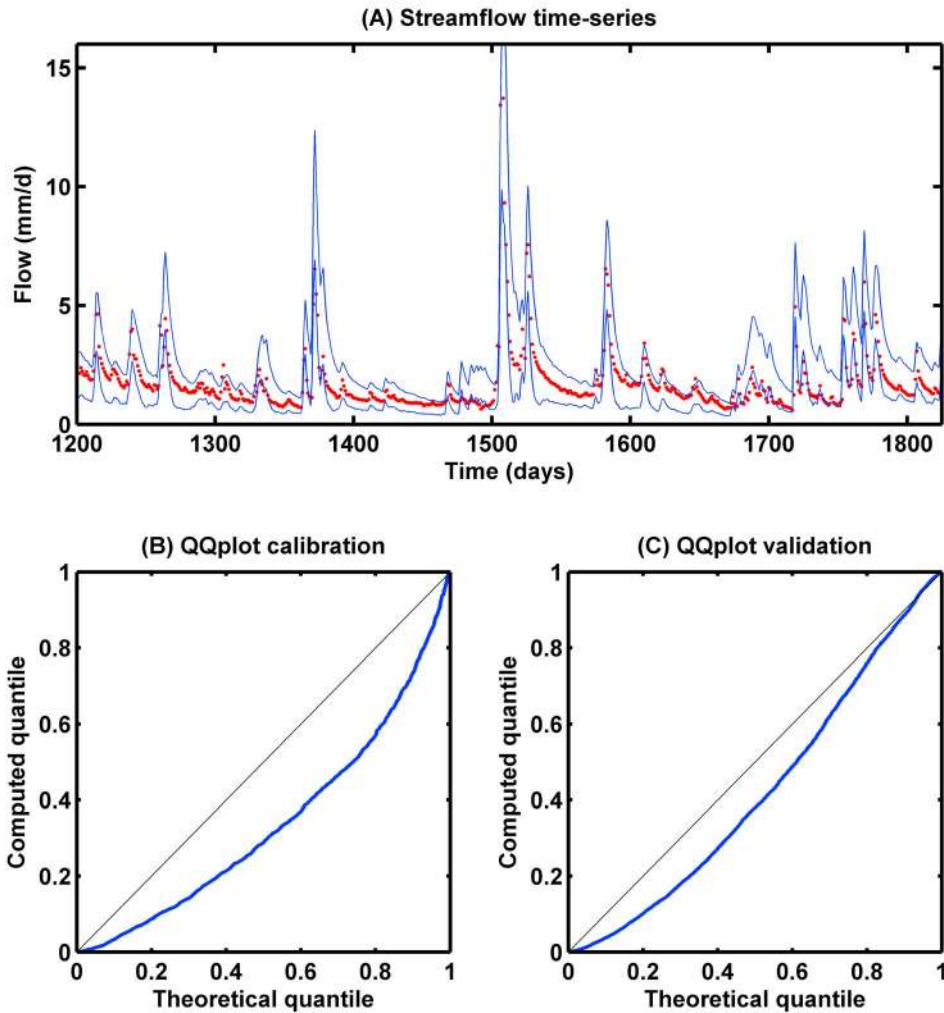 (A) Streamflow time-series
15
10
5
0
Flow (mm/d)
1200 1300 1400 1500 1600 1700 1800
Time (days)
(B) QQplot calibration
1
0.8
0.6
0.4
0.2
0
Computed quantile
0 0.2 0.4 0.6 0.8 1
Theoretical quantile
(C) QQplot validation
1
0.8
0.6
0.4
0.2
0
Computed quantile
0 0.2 0.4 0.6 0.8 1
Theoretical quantile